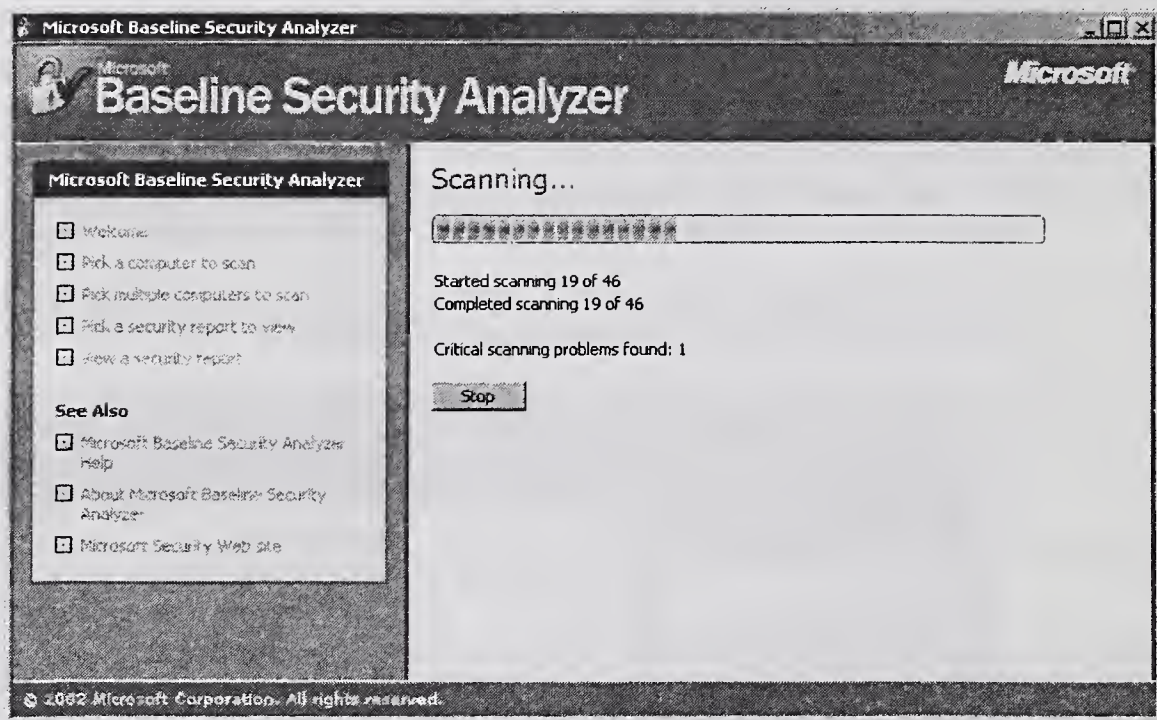 Microsoft Baseline Security Analyzer
Microsoft
Baseline Security Analyzer
Microsoft
Microsoft Baseline Security Analyzer
Welcome
Pick a computer to scan
Pick multiple computers to scan
Pick a security report to view
View a security report
See Also
Microsoft Baseline Security Analyzer
Help
About Microsoft Baseline Security
Analyzer
Microsoft Security Web site
Scanning...
Started scanning 19 of 46
Completed scanning 19 of 46
Critical scanning problems found: 1
Stop
© 2002 Microsoft Corporation. All rights reserved.